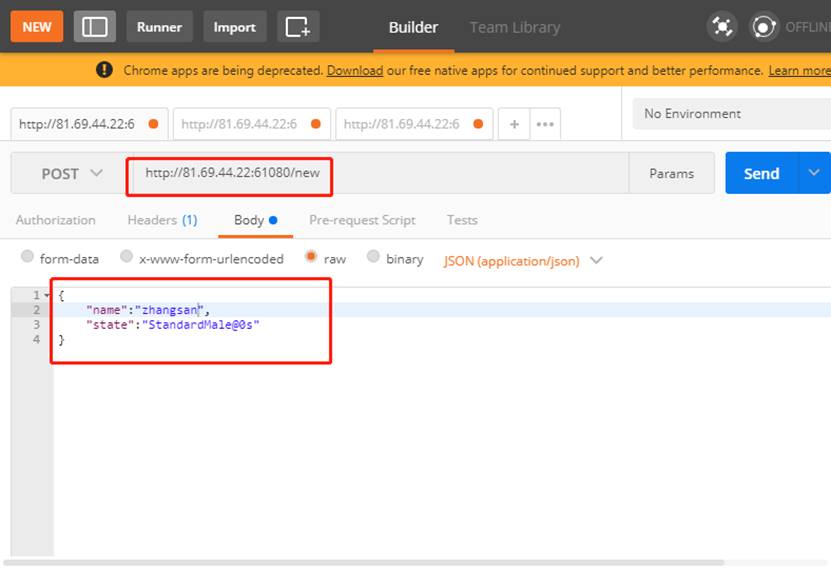 NEW Runner Import Builder Team Library OFFLIN
! Chrome apps are being deprecated. Download our free native apps for continued support and better performance. Learn more
http://81.69.44.22:6 http://81.69.44.22:6 http://81.69.44.22:6 + ••• No Environment
POST http://81.69.44.22:61080/new Params Send
Authorization Headers (1) Body Pre-request Script Tests
form-data x-www-form-urlencoded raw binary JSON (application/json)
1 {
2 "name":"zhangsan",
3 "state":"StandardMale@0s"
4 }